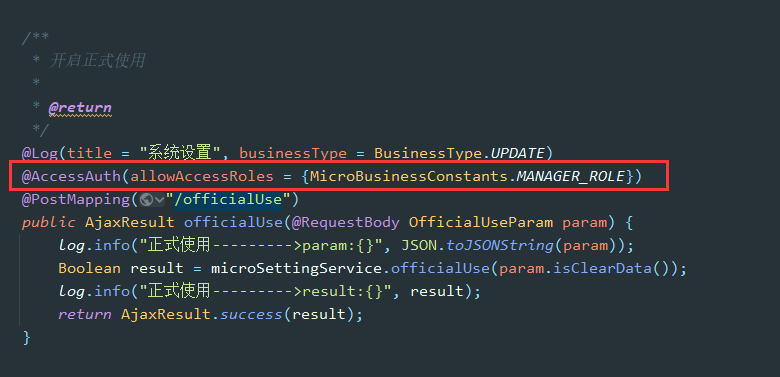 /**
 * 开启正式使用
 *
 * @return
 */
@Log(title = "系统设置", businessType = BusinessType.UPDATE)
@AccessAuth(allowAccessRoles = {MicroBusinessConstants.MANAGER_ROLE})
@PostMapping("/officialUse")
public AjaxResult officialUse(@RequestBody OfficialUseParam param) {
    log.info("正式使用--------->param:{}", JSON.toJSONString(param));
    Boolean result = microSettingService.officialUse(param.isClearData());
    log.info("正式使用--------->result:{}", result);
    return AjaxResult.success(result);
}